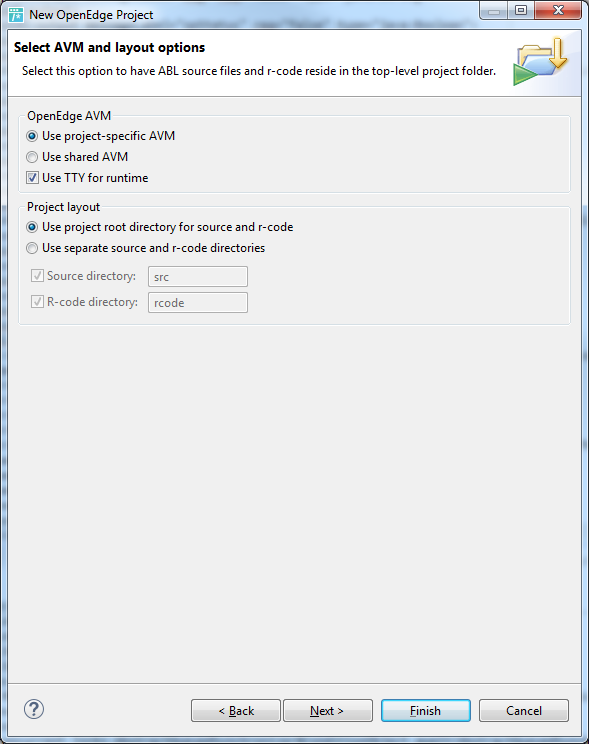 New OpenEdge Project
Select AVM and layout options
Select this option to have ABL source files and r-code reside in the top-level project folder.
OpenEdge AVM
Use project-specific AVM
Use shared AVM
Use TTY for runtime
Project layout
Use project root directory for source and r-code
Use separate source and r-code directories
Source directory: src
R-code directory: rcode
? < Back Next > Finish Cancel